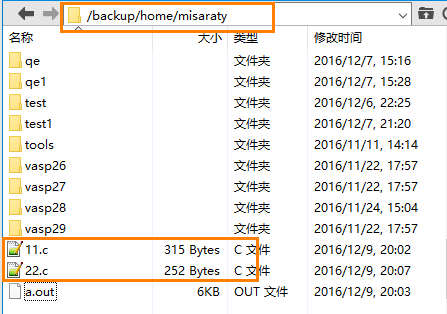 /backup/home/misaraty
名称 大小 类型 修改时间
qe 文件夹 2016/12/7, 15:16
qe1 文件夹 2016/12/7, 15:28
test 文件夹 2016/12/6, 22:25
test1 文件夹 2016/12/7, 21:20
tools 文件夹 2016/11/11, 14:14
vasp26 文件夹 2016/11/22, 17:57
vasp27 文件夹 2016/11/22, 17:57
vasp28 文件夹 2016/11/24, 15:04
vasp29 文件夹 2016/11/22, 17:57
11.c 315 Bytes C 文件 2016/12/9, 20:02
22.c 252 Bytes C 文件 2016/12/9, 20:07
a.out 6KB OUT 文件 2016/12/9, 20:03